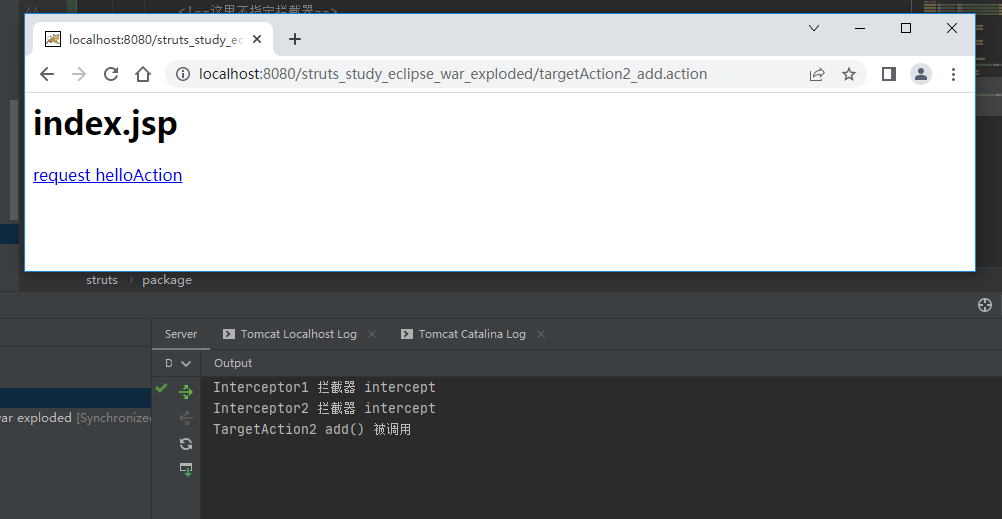 <!--这里不指定拦截器-->
localhost:8080/struts_study_ec
localhost:8080/struts_study_eclipse_war_exploded/targetAction2_add.action
index.jsp
request helloAction
struts
package
Server
Tomcat Localhost Log
Tomcat Catalina Log
D
Output
Interceptor1 拦截器 intercept
Interceptor2 拦截器 intercept
var exploded [Synchronized
TargetAction2 add() 被调用